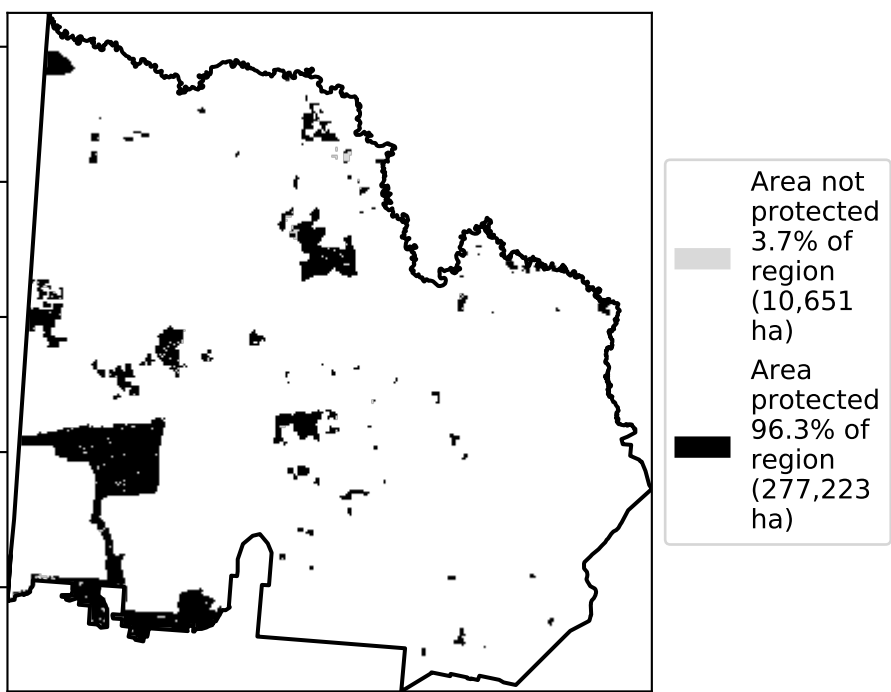 Area not
protected
3.7% of
region
(10,651
ha)
Area
protected
96.3% of
region
(277,223
ha)